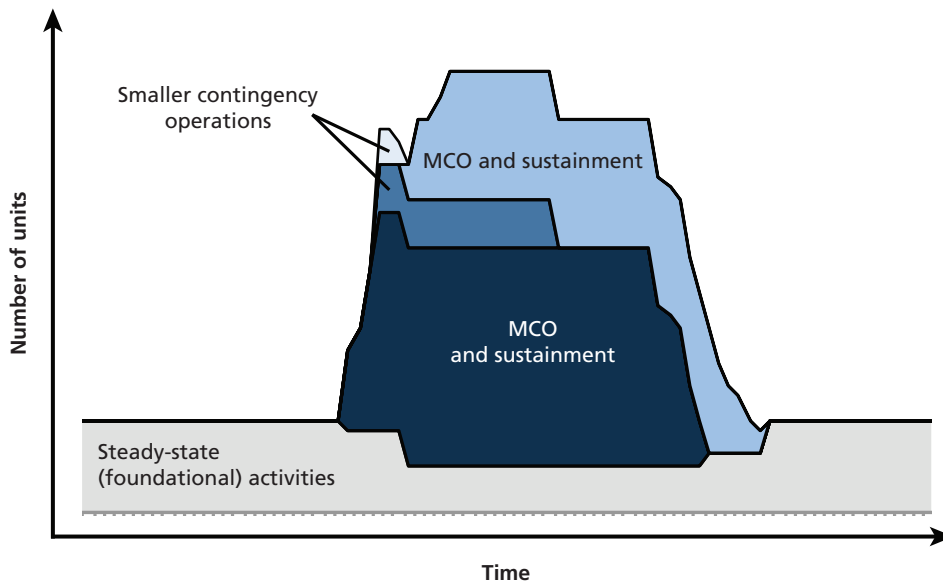 Smaller contingency
operations
MCO and sustainment
MCO
and sustainment
Steady-state
(foundational) activities
Number of units
Time